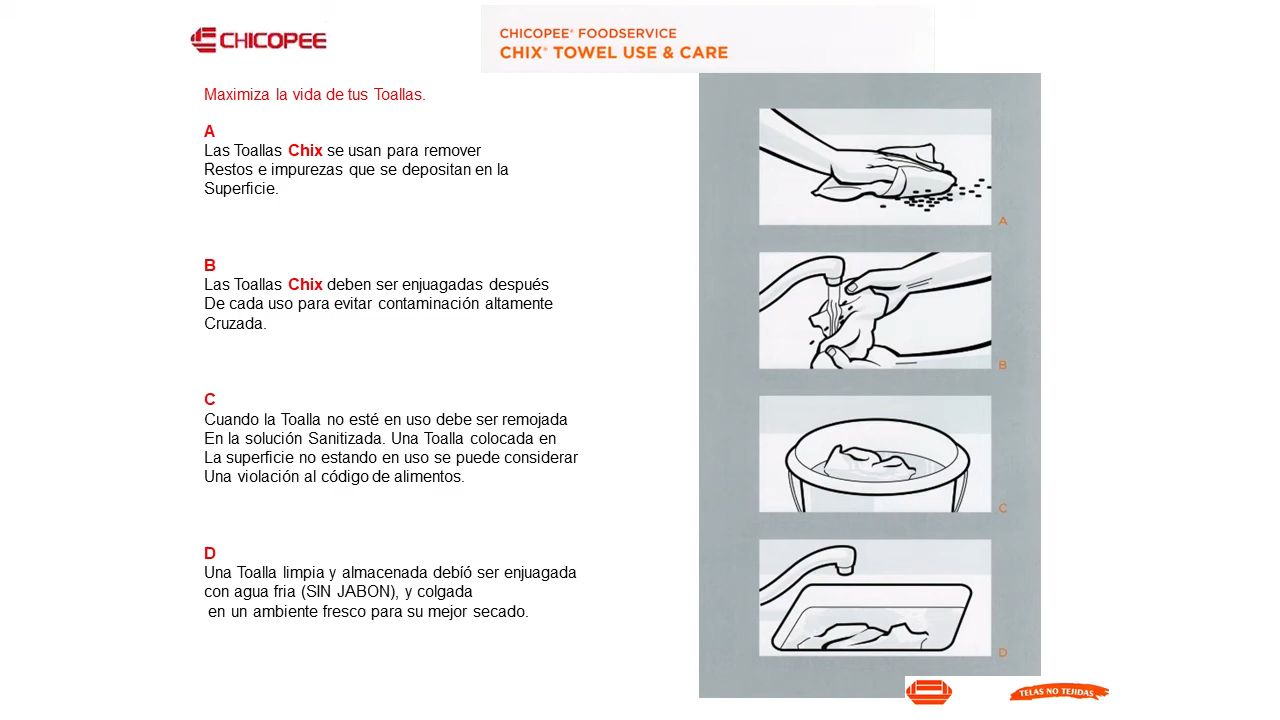 CHICOPEE
CHICOPEE® FOODSERVICE
CHIX® TOWEL USE & CARE
Maximiza la vida de tus Toallas.
A
Las Toallas Chix se usan para remover
Restos e impurezas que se depositan en la
Superficie.
B
Las Toallas Chix deben ser enjuagadas después
De cada uso para evitar contaminación altamente
Cruzada.
C
Cuando la Toalla no esté en uso debe ser remojada
En la solución Sanitizada. Una Toalla colocada en
La superficie no estando en uso se puede considerar
Una violación al código de alimentos.
D
Una Toalla limpia y almacenada debíó ser enjuagada
con agua fria (SIN JABON), y colgada
en un ambiente fresco para su mejor secado.
A
B
C
D
TELAS NO TEJIDAS